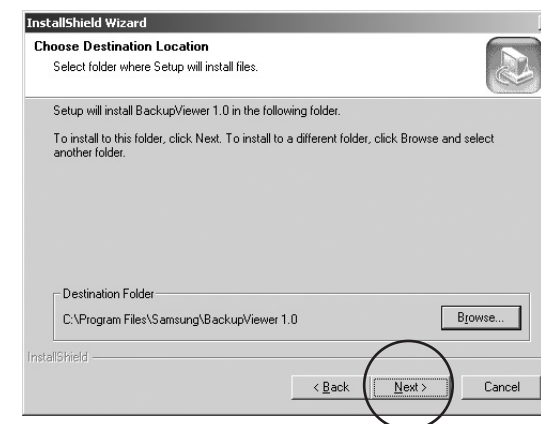 InstallShield Wizard
Choose Destination Location
Select folder where Setup will install files.
Setup will install BackupViewer 1.0 in the following folder.
To install to this folder, click Next. To install to a different folder, click Browse and select
another folder.
Destination Folder
C:\Program Files\Samsung\BackupViewer 1.0
Browse...
InstallShield
< Back
Next >
Cancel